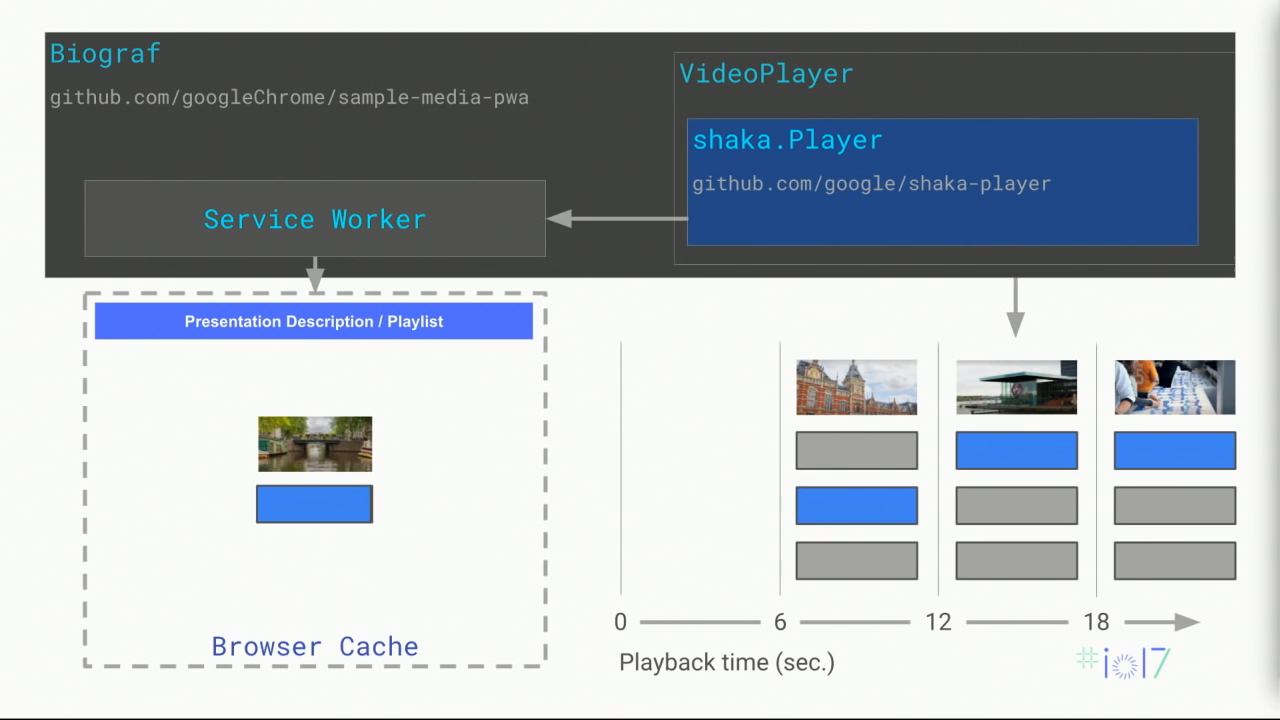 Biograf
github.com/googleChrome/sample-media-pwa
VideoPlayer
shaka.Player
github.com/google/shaka-player
Service Worker
Presentation Description / Playlist
Browser Cache
0 6 12 18
Playback time (sec.)
#io17